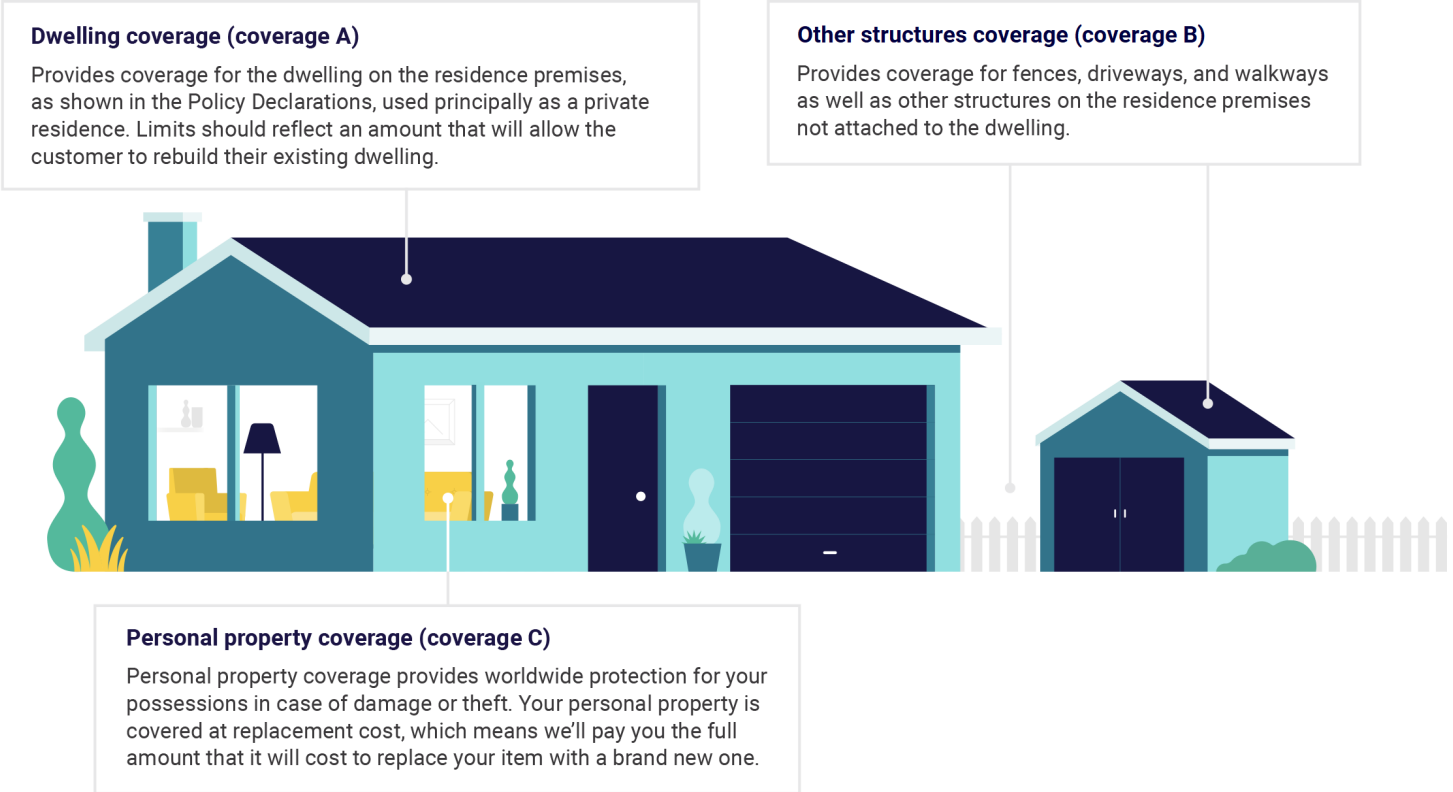 Dwelling coverage (coverage A)
Provides coverage for the dwelling on the residence premises,
as shown in the Policy Declarations, used principally as a private
residence. Limits should reflect an amount that will allow the
customer to rebuild their existing dwelling.
Other structures coverage (coverage B)
Provides coverage for fences, driveways, and walkways
as well as other structures on the residence premises
not attached to the dwelling.
Personal property coverage (coverage C)
Personal property coverage provides worldwide protection for your
possessions in case of damage or theft. Your personal property is
covered at replacement cost, which means we’ll pay you the full
amount that it will cost to replace your item with a brand new one.